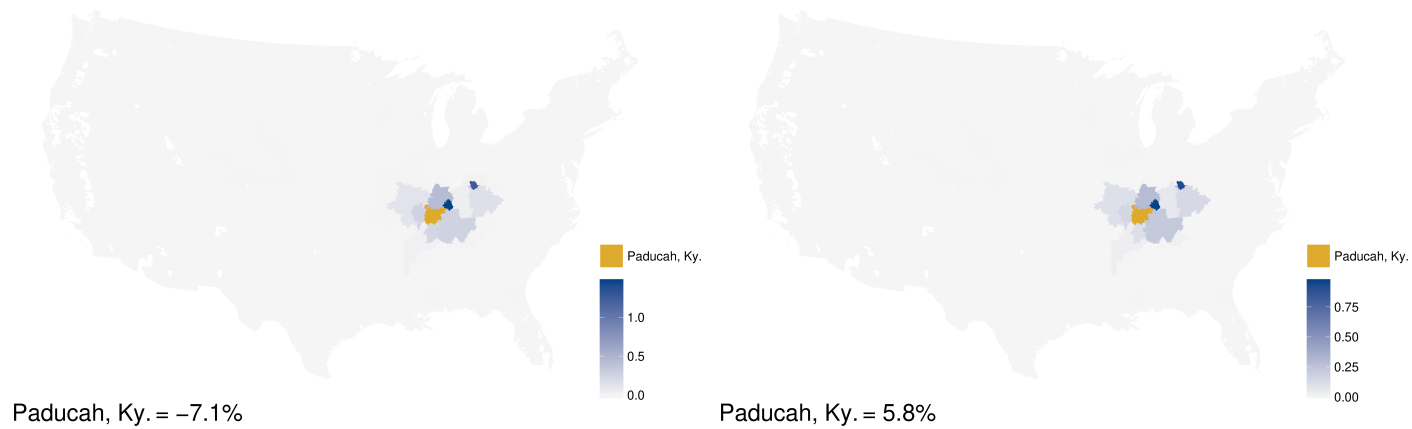 Paducah, Ky.
1.0
0.5
0.0
Paducah, Ky. = −7.1%
Paducah, Ky.
0.75
0.50
0.25
0.00
Paducah, Ky. = 5.8%